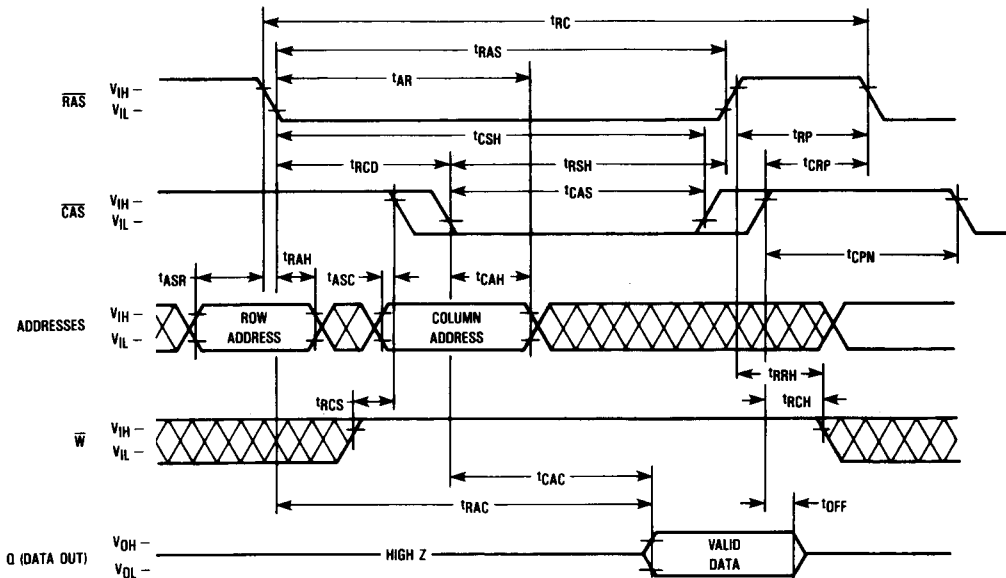 tRC
tRAS
tAR
RAS
VIH
VIL
tCSH
tRP
tRCD
tRSH
tCRP
CAS
VIH
VIL
tCAS
tASR
tRAH
tASC
tCAH
tCPN
ADDRESSES
VIH
VIL
ROW
ADDRESS
COLUMN
ADDRESS
tRRH
tRCS
tRCH
W
VIH
VIL
tCAC
tRAC
tOFF
Q (DATA OUT)
VOH
VOL
HIGH Z
VALID
DATA